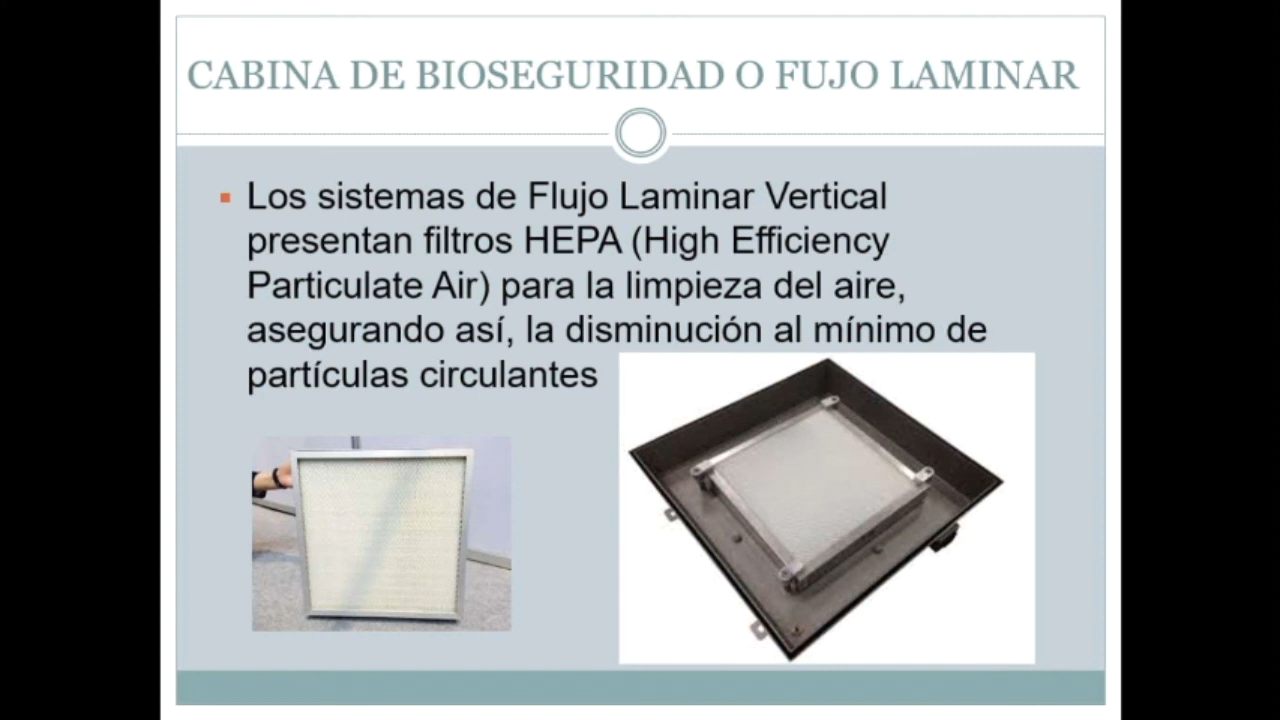 CABINA DE BIOSEGURIDAD O FUJO LAMINAR
Los sistemas de Flujo Laminar Vertical
presentan filtros HEPA (High Efficiency
Particulate Air) para la limpieza del aire,
asegurando así, la disminución al mínimo de
partículas circulantes